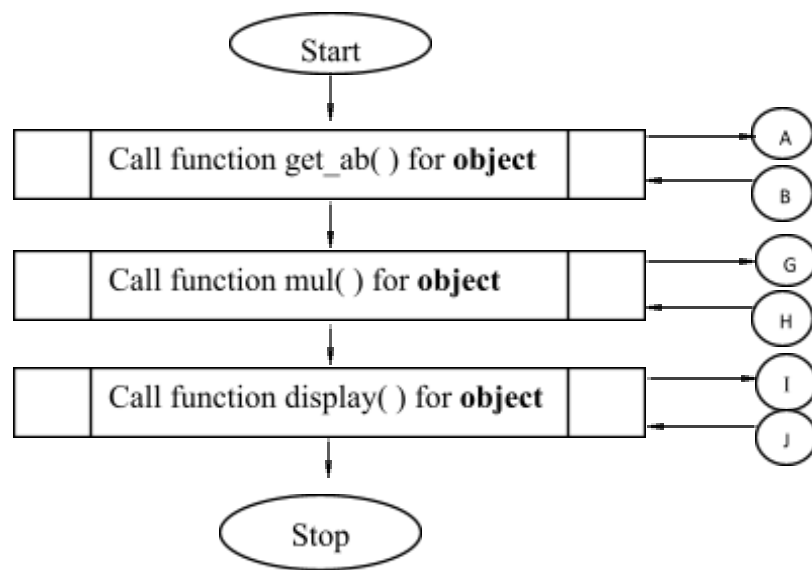 Start
Call function get_ab( ) for object
A
B
Call function mul( ) for object
G
H
Call function display( ) for object
I
J
Stop